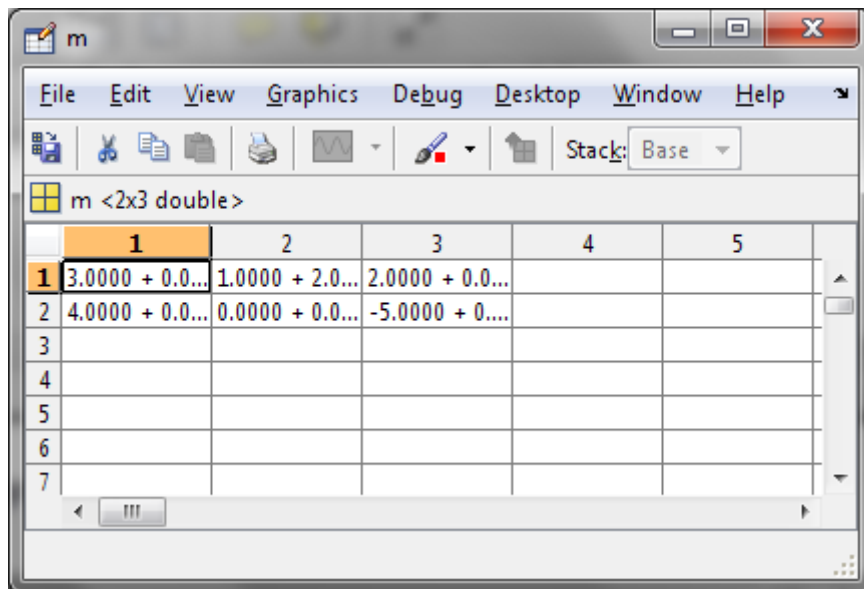 m
File Edit View Graphics Debug Desktop Window Help
Stack: Base
m <2x3 double>
1 2 3 4 5
1 3.0000 + 0.0... 1.0000 + 2.0... 2.0000 + 0.0...
2 4.0000 + 0.0... 0.0000 + 0.0... -5.0000 + 0....
3
4
5
6
7